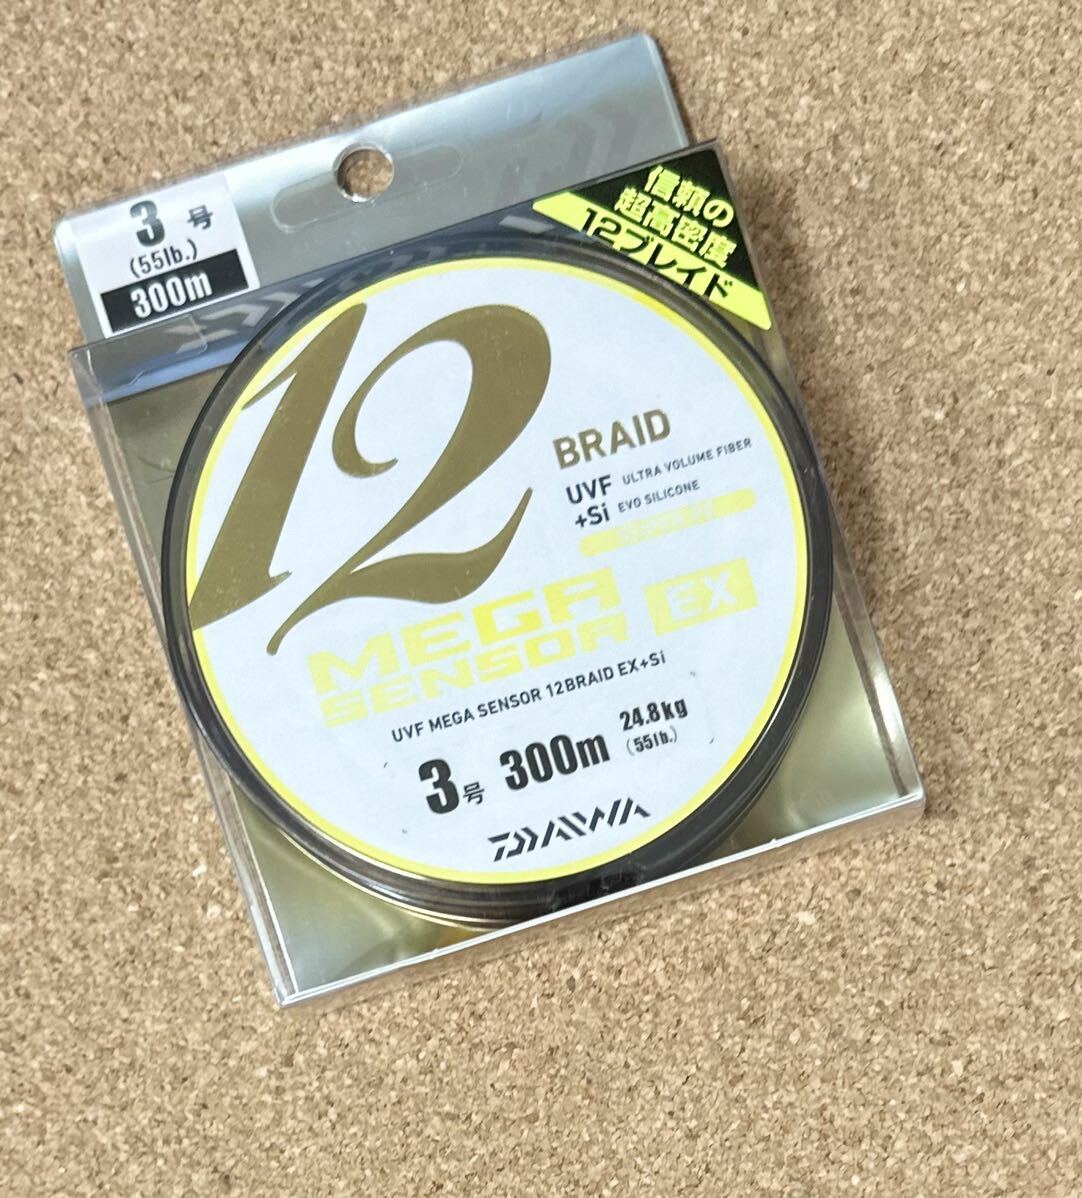 3号
(55lb.)
300m
信頼の
超高密度
12ブレイド
12
BRAID
UVF ULTRA VOLUME FIBER
+Si EVO SILICONE
MEGA
SENSOR EX
UVF MEGA SENSOR 12BRAID EX+Si
3号 300m 24.8kg
(55lb.)
DAIWA